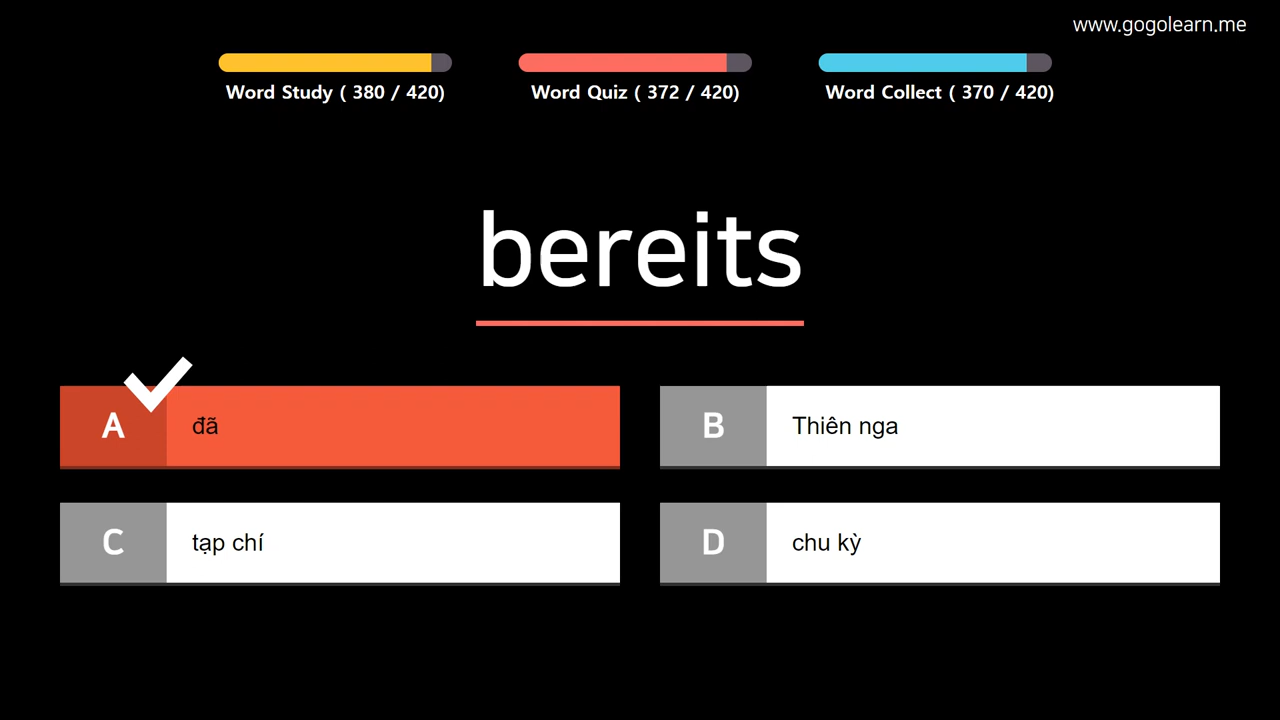 www.gogolearn.me
Word Study ( 380 / 420)
Word Quiz ( 372 / 420)
Word Collect ( 370 / 420)
bereits
A đã
B Thiên nga
C tạp chí
D chu kỳ